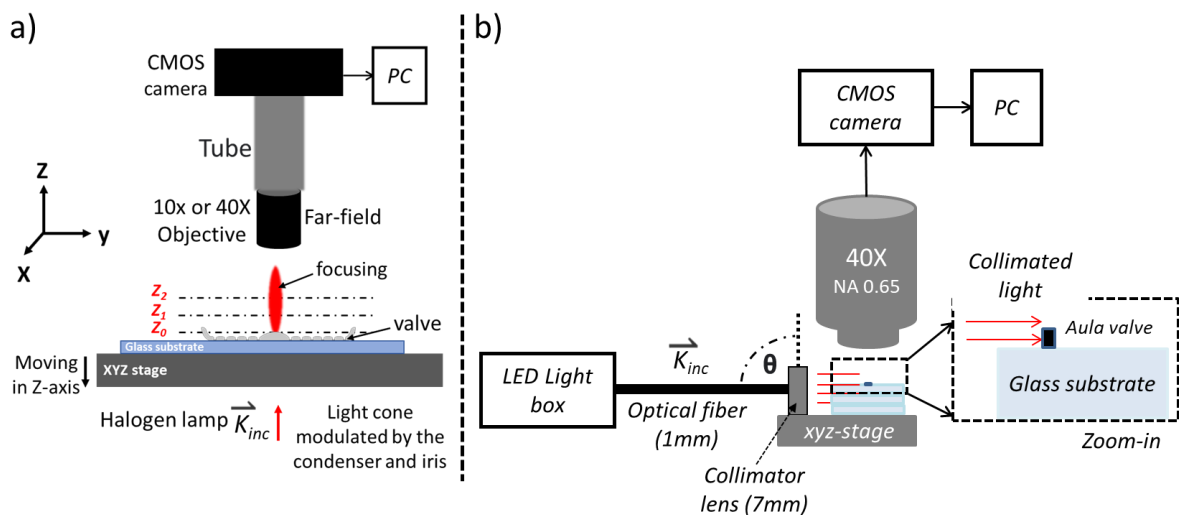 a)
CMOS
camera
PC
Tube
10x or 40X
Objective
Far-field
Z
y
X
focusing
Z2
Z1
Z0
valve
Glass substrate
XYZ stage
Moving
in Z-axis
Halogen lamp K inc
Light cone
modulated by the
condenser and iris
b)
CMOS
camera
PC
40X
NA 0.65
Collimated
light
Aula valve
Glass substrate
Zoom-in
LED Light
box
K inc
θ
Optical fiber
(1mm)
xyz-stage
Collimator
lens (7mm)